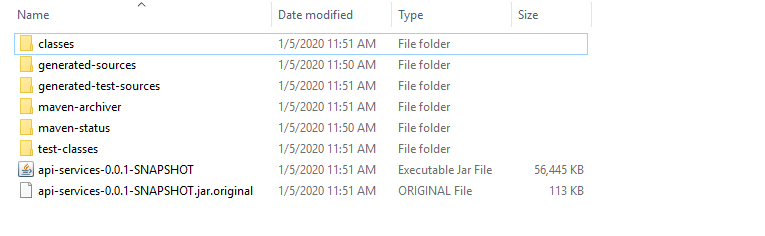 Name Date modified Type Size
classes 1/5/2020 11:51 AM File folder
generated-sources 1/5/2020 11:50 AM File folder
generated-test-sources 1/5/2020 11:51 AM File folder
maven-archiver 1/5/2020 11:51 AM File folder
maven-status 1/5/2020 11:50 AM File folder
test-classes 1/5/2020 11:51 AM File folder
api-services-0.0.1-SNAPSHOT 1/5/2020 11:51 AM Executable Jar File 56,445 KB
api-services-0.0.1-SNAPSHOT.jar.original 1/5/2020 11:51 AM ORIGINAL File 113 KB